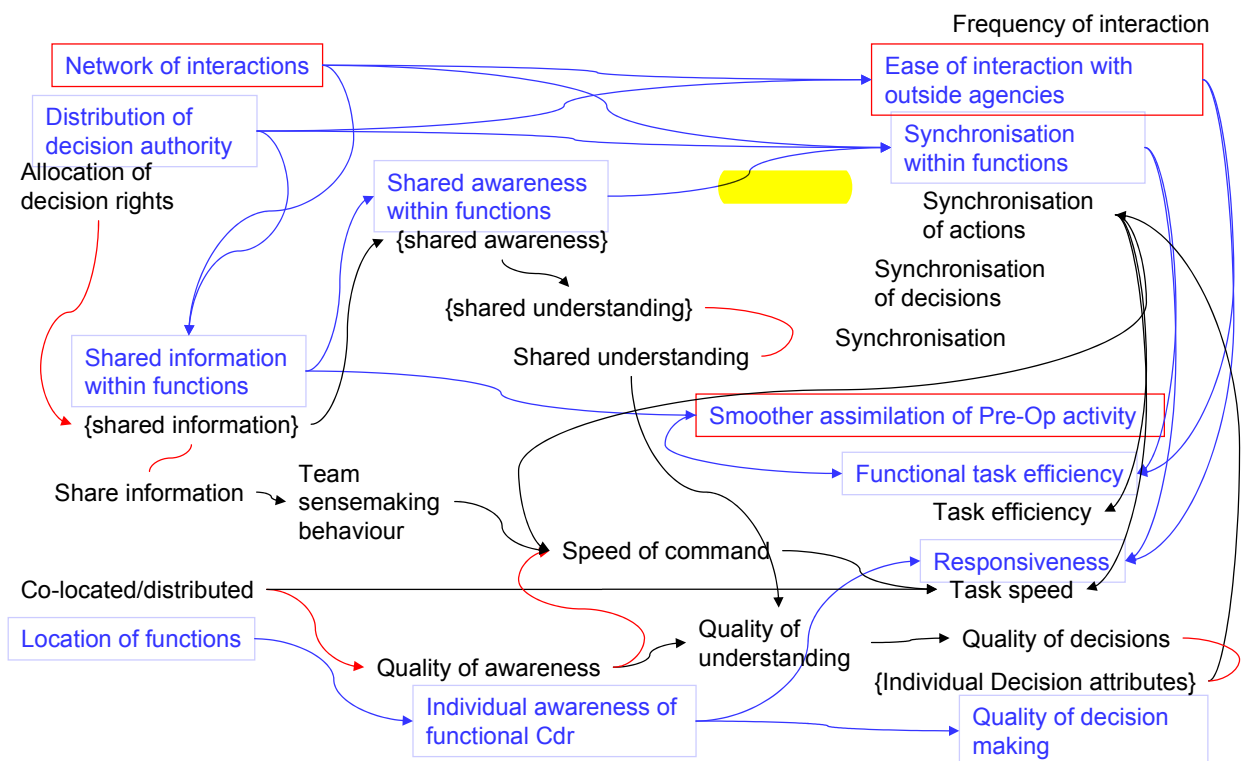 Frequency of interaction
Network of interactions
Ease of interaction with
outside agencies
Distribution of
decision authority
Synchronisation
within functions
Allocation of
decision rights
Shared awareness
within functions
{shared awareness}
Synchronisation
of actions
Synchronisation
of decisions
{shared understanding}
Synchronisation
Shared understanding
Shared information
within functions
{shared information}
Smoother assimilation of Pre-Op activity
Functional task efficiency
Share information
Team
sensemaking
behaviour
Task efficiency
Speed of command
Responsiveness
Task speed
Co-located/distributed
Location of functions
Quality of awareness
Quality of
understanding
Quality of decisions
{Individual Decision attributes}
Individual awareness of
functional Cdr
Quality of decision
making